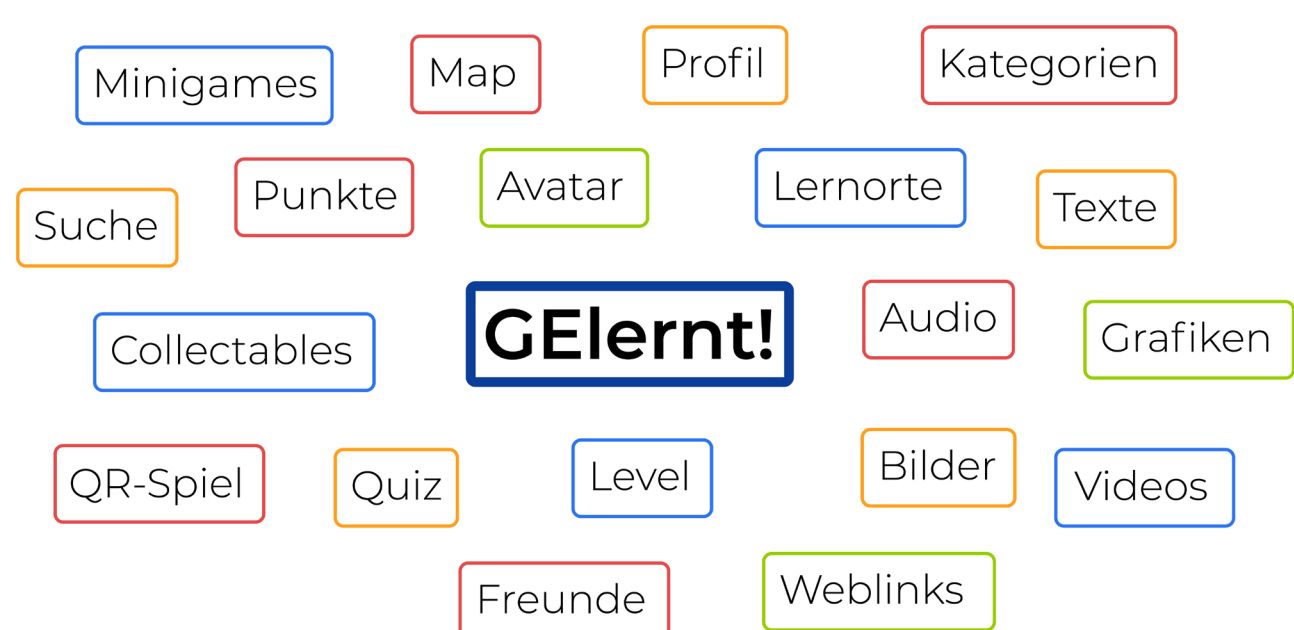 Minigames
Map
Profil
Kategorien
Suche
Punkte
Avatar
Lernorte
Texte
Collectables
GElernt!
Audio
Grafiken
QR-Spiel
Quiz
Level
Bilder
Videos
Freunde
Weblinks